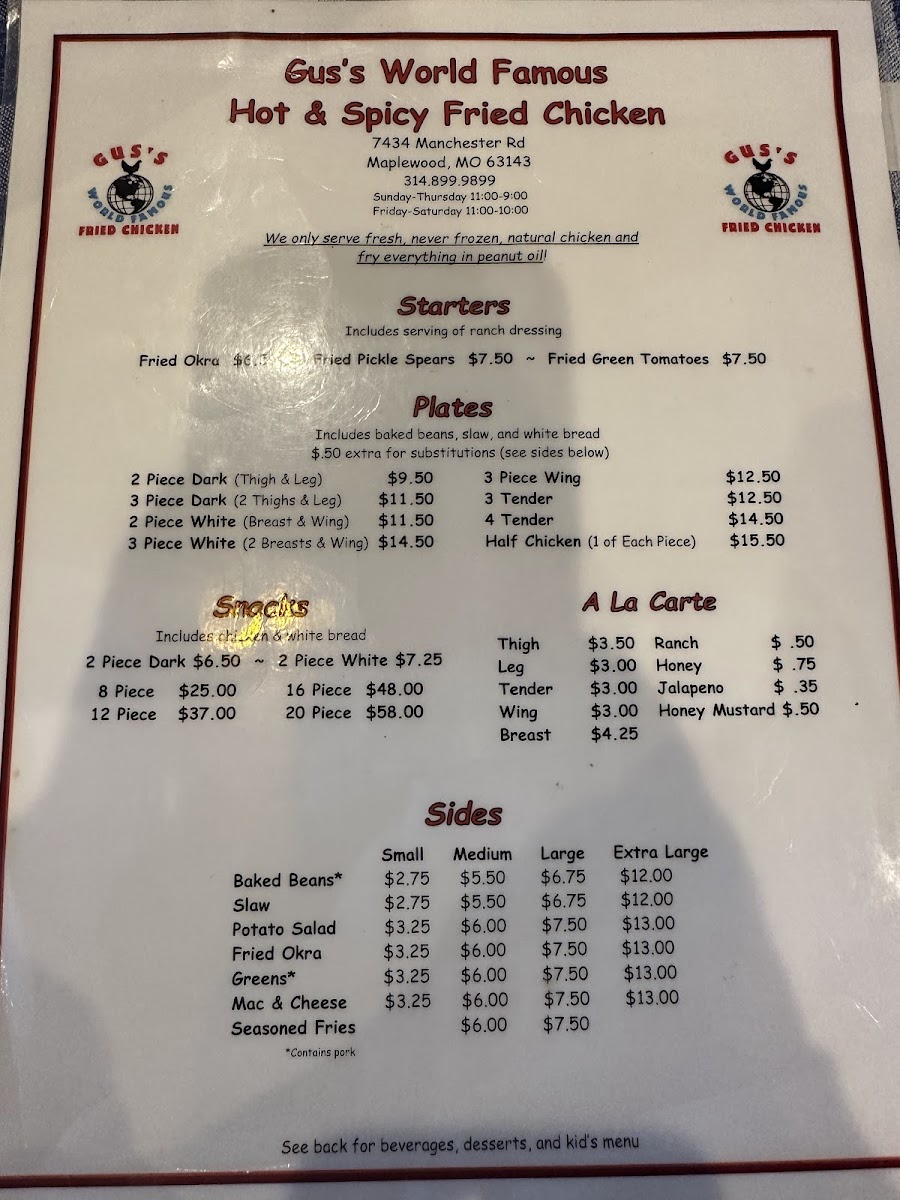 Gus's World Famous
Hot & Spicy Fried Chicken
7434 Manchester Rd
Maplewood, MO 63143
314.899.9899
Sunday-Thursday 11:00-9:00
Friday-Saturday 11:00-10:00
GUS'S
WORLD FAMOUS
FRIED CHICKEN
GUS'S
WORLD FAMOUS
FRIED CHICKEN
We only serve fresh, never frozen, natural chicken and
fry everything in peanut oil!
Starters
Includes serving of ranch dressing
Fried Okra Fried Pickle Spears $7.50 ~ Fried Green Tomatoes $7.50
Plates
Includes baked beans, slaw, and white bread
$.50 extra for substitutions (see sides below)
2 Piece Dark (Thigh & Leg) $9.50 3 Piece Wing $12.50
3 Piece Dark (2 Thighs & Leg) $11.50 3 Tender $12.50
2 Piece White (Breast & Wing) $11.50 4 Tender $14.50
3 Piece White (2 Breasts & Wing) $14.50 Half Chicken (1 of Each Piece) $15.50
Snacks
Includes chicken & white bread
2 Piece Dark $6.50 ~ 2 Piece White $7.25
8 Piece $25.00 16 Piece $48.00
12 Piece $37.00 20 Piece $58.00
A La Carte
Thigh $3.50 Ranch $ .50
Leg $3.00 Honey $ .75
Tender $3.00 Jalapeno $ .35
Wing $3.00 Honey Mustard $.50
Breast $4.25
Sides
Small Medium Large Extra Large
Baked Beans* $2.75 $5.50 $6.75 $12.00
Slaw $2.75 $5.50 $6.75 $12.00
Potato Salad $3.25 $6.00 $7.50 $13.00
Fried Okra $3.25 $6.00 $7.50 $13.00
Greens* $3.25 $6.00 $7.50 $13.00
Mac & Cheese $3.25 $6.00 $7.50 $13.00
Seasoned Fries $6.00 $7.50
*Contains pork
See back for beverages, desserts, and kid's menu